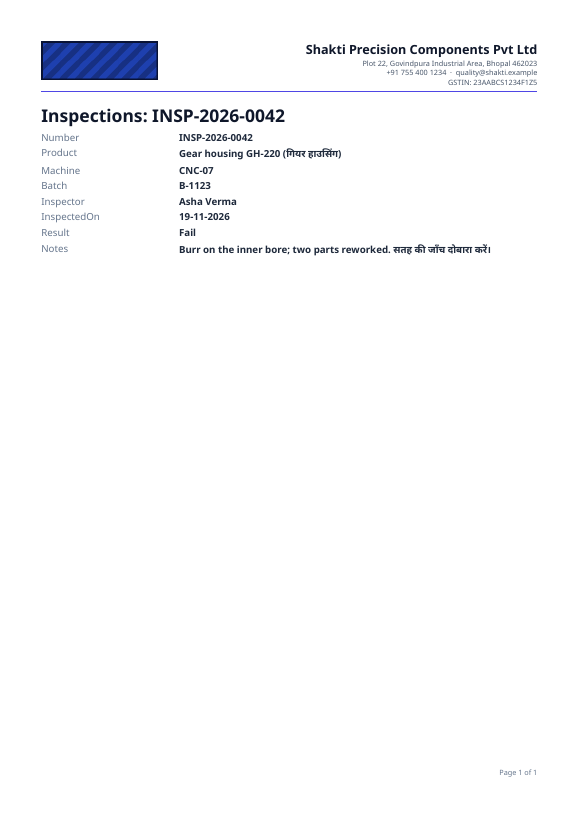 Shakti Precision Components Pvt Ltd
Plot 22, Govindpura Industrial Area, Bhopal 462023
+91 755 400 1234 · quality@shakti.example
GSTIN: 23AABCS1234F1Z5
Inspections: INSP-2026-0042
Number INSP-2026-0042
Product Gear housing GH-220 (गियर हाउसिंग)
Machine CNC-07
Batch B-1123
Inspector Asha Verma
InspectedOn 19-11-2026
Result Fail
Notes Burr on the inner bore; two parts reworked. सतह की जाँच दोबारा करें।
Page 1 of 1